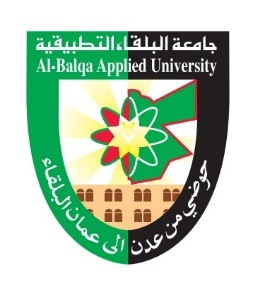 جامعة البلقاء التطبيقية
Al-Balqa Applied University
حوضي من عدن الى عمان البلقاء